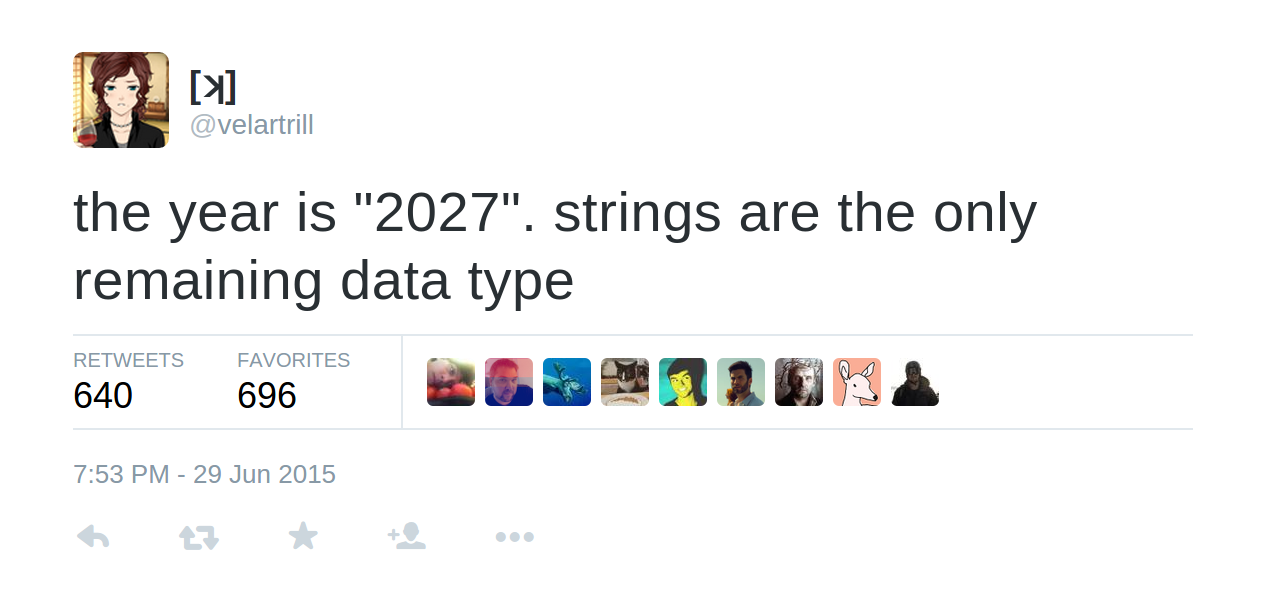 [ʞ]
@velartrill
the year is "2027". strings are the only
remaining data type
RETWEETS FAVORITES
640 696
7:53 PM - 29 Jun 2015